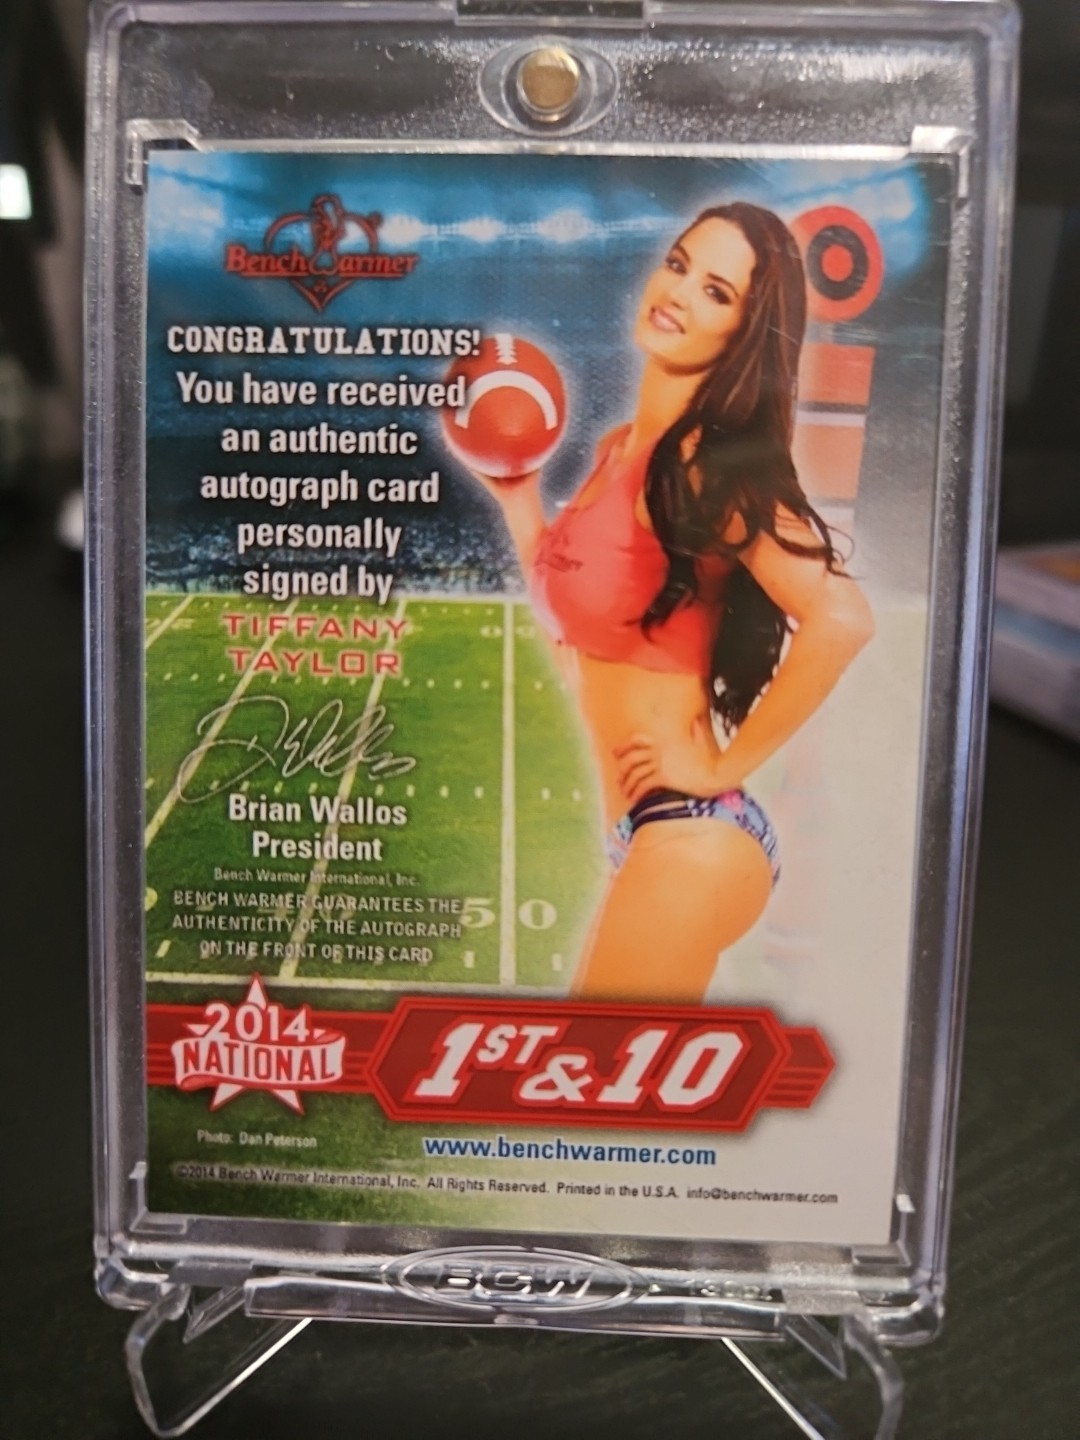 BenchWarmer
CONGRATULATIONS!
You have received
an authentic
autograph card
personally
signed by
TIFFANY
TAYLOR
Brian Wallos
President
Bench Warmer International, Inc.
BENCH WARMER GUARANTEES THE
AUTHENTICITY OF THE AUTOGRAPH
ON THE FRONT OF THIS CARD
50
2014
NATIONAL
1ST & 10
Photo: Dan Peterson
www.benchwarmer.com
©2014 Bench Warmer International, Inc. All Rights Reserved. Printed in the U.S.A. info@benchwarmer.com
BCW